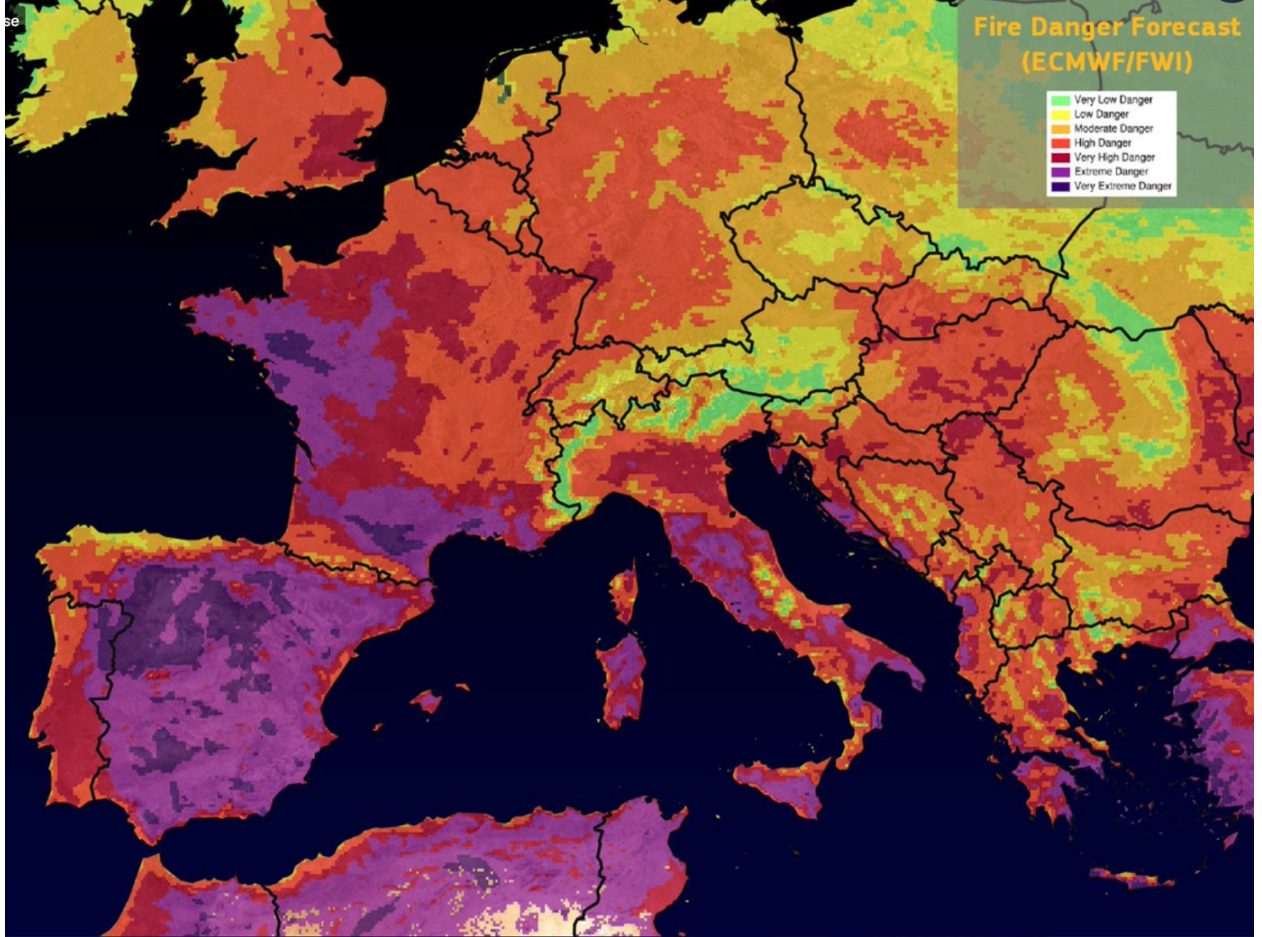 se
Fire Danger Forecast
(ECMWF/FWI)
Very Low Danger
Low Danger
Moderate Danger
High Danger
Very High Danger
Extreme Danger
Very Extreme Danger